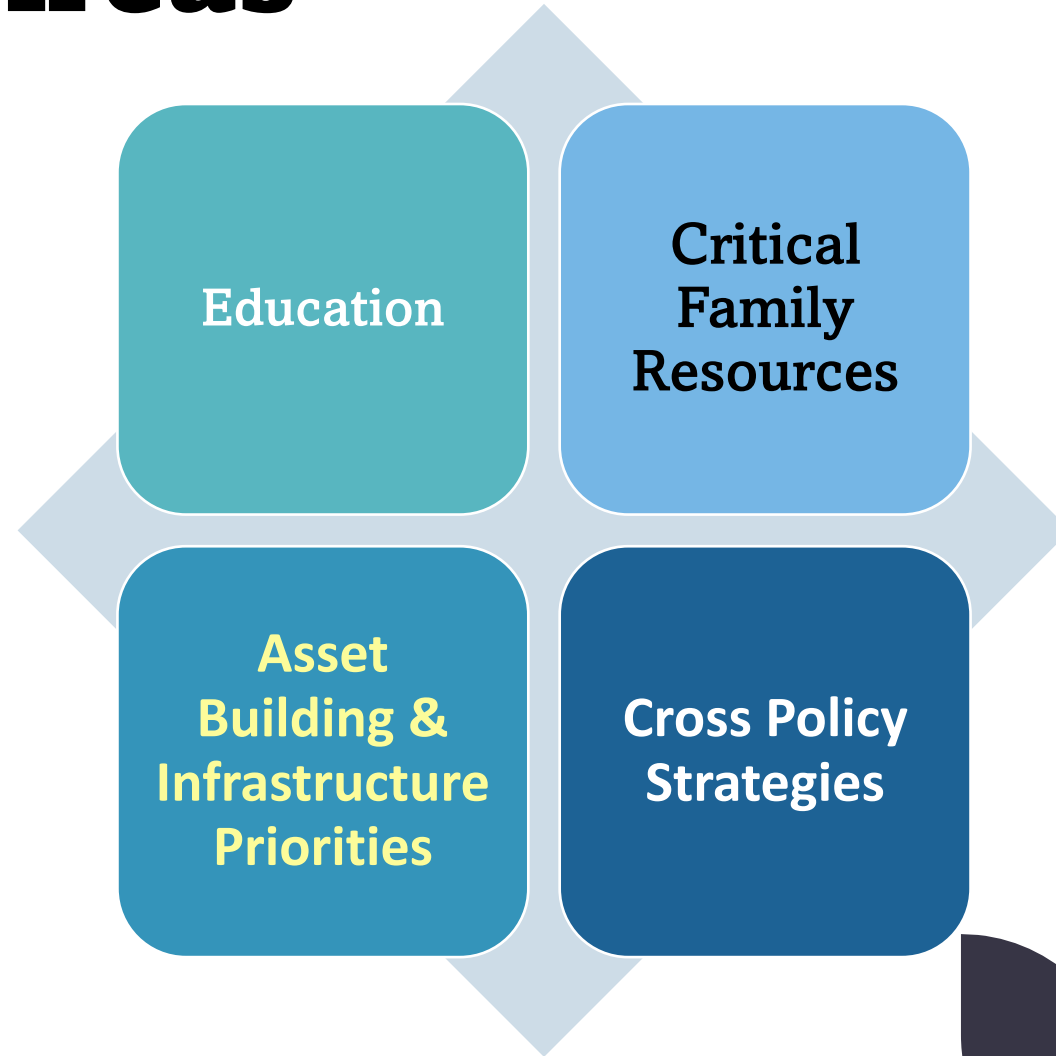 Education
Critical
Family
Resources
Asset
Building &
Infrastructure
Priorities
Cross Policy
Strategies